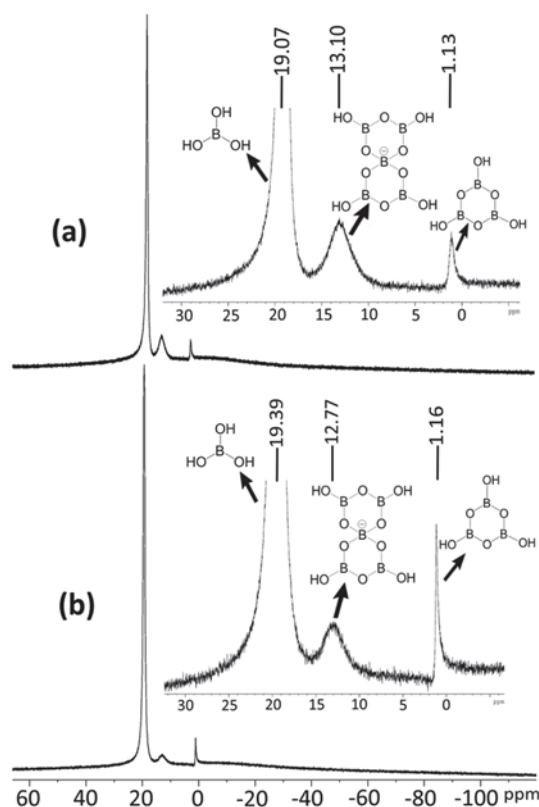 19.07
13.10
1.13
OH
B
HO OH
HO O OH
B B
O O
⊖
B
O O
B B
HO O OH
OH
B
O O
B B
HO O OH
(a)
30 25 20 15 10 5 0 ppm
19.39
12.77
1.16
OH
B
HO OH
HO O OH
B B
O O
⊖
B
O O
B B
HO O OH
OH
B
O O
B B
HO O OH
(b)
30 25 20 15 10 5 0 ppm
60 40 20 0 -20 -40 -60 -80 -100 ppm